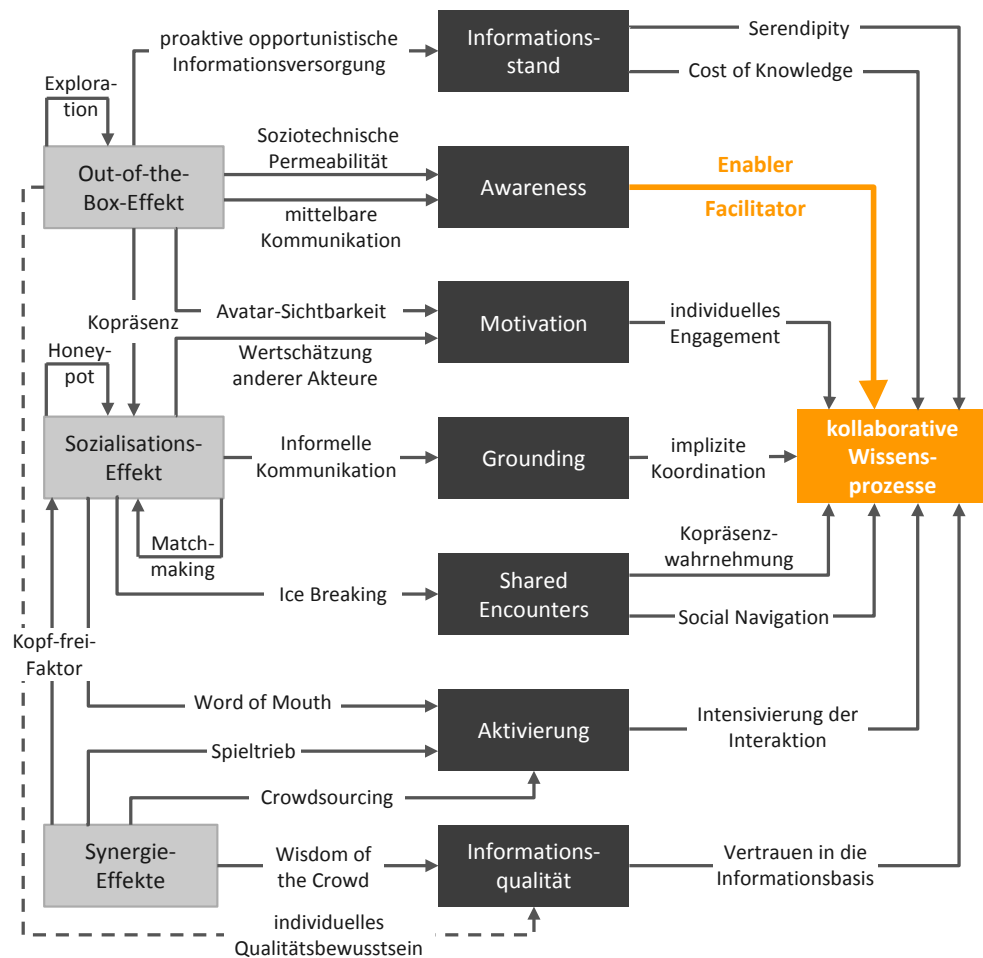 proaktive opportunistische
Informationsversorgung
Informations-
stand
Serendipity
Cost of Knowledge
Explora-
tion
Out-of-the-
Box-Effekt
Soziotechnische
Permeabilität
mittelbare
Kommunikation
Awareness
Enabler
Facilitator
Kopräsenz
Avatar-Sichtbarkeit
Wertschätzung
anderer Akteure
Motivation
individuelles
Engagement
Honey-
pot
Sozialisations-
Effekt
Informelle
Kommunikation
Grounding
implizite
Koordination
kollaborative
Wissens-
prozesse
Match-
making
Ice Breaking
Shared
Encounters
Kopräsenz-
wahrnehmung
Social Navigation
Kopf-frei-
Faktor
Word of Mouth
Spieltrieb
Crowdsourcing
Aktivierung
Intensivierung der
Interaktion
Synergie-
Effekte
Wisdom of
the Crowd
Informations-
qualität
Vertrauen in die
Informationsbasis
individuelles
Qualitätsbewusstsein